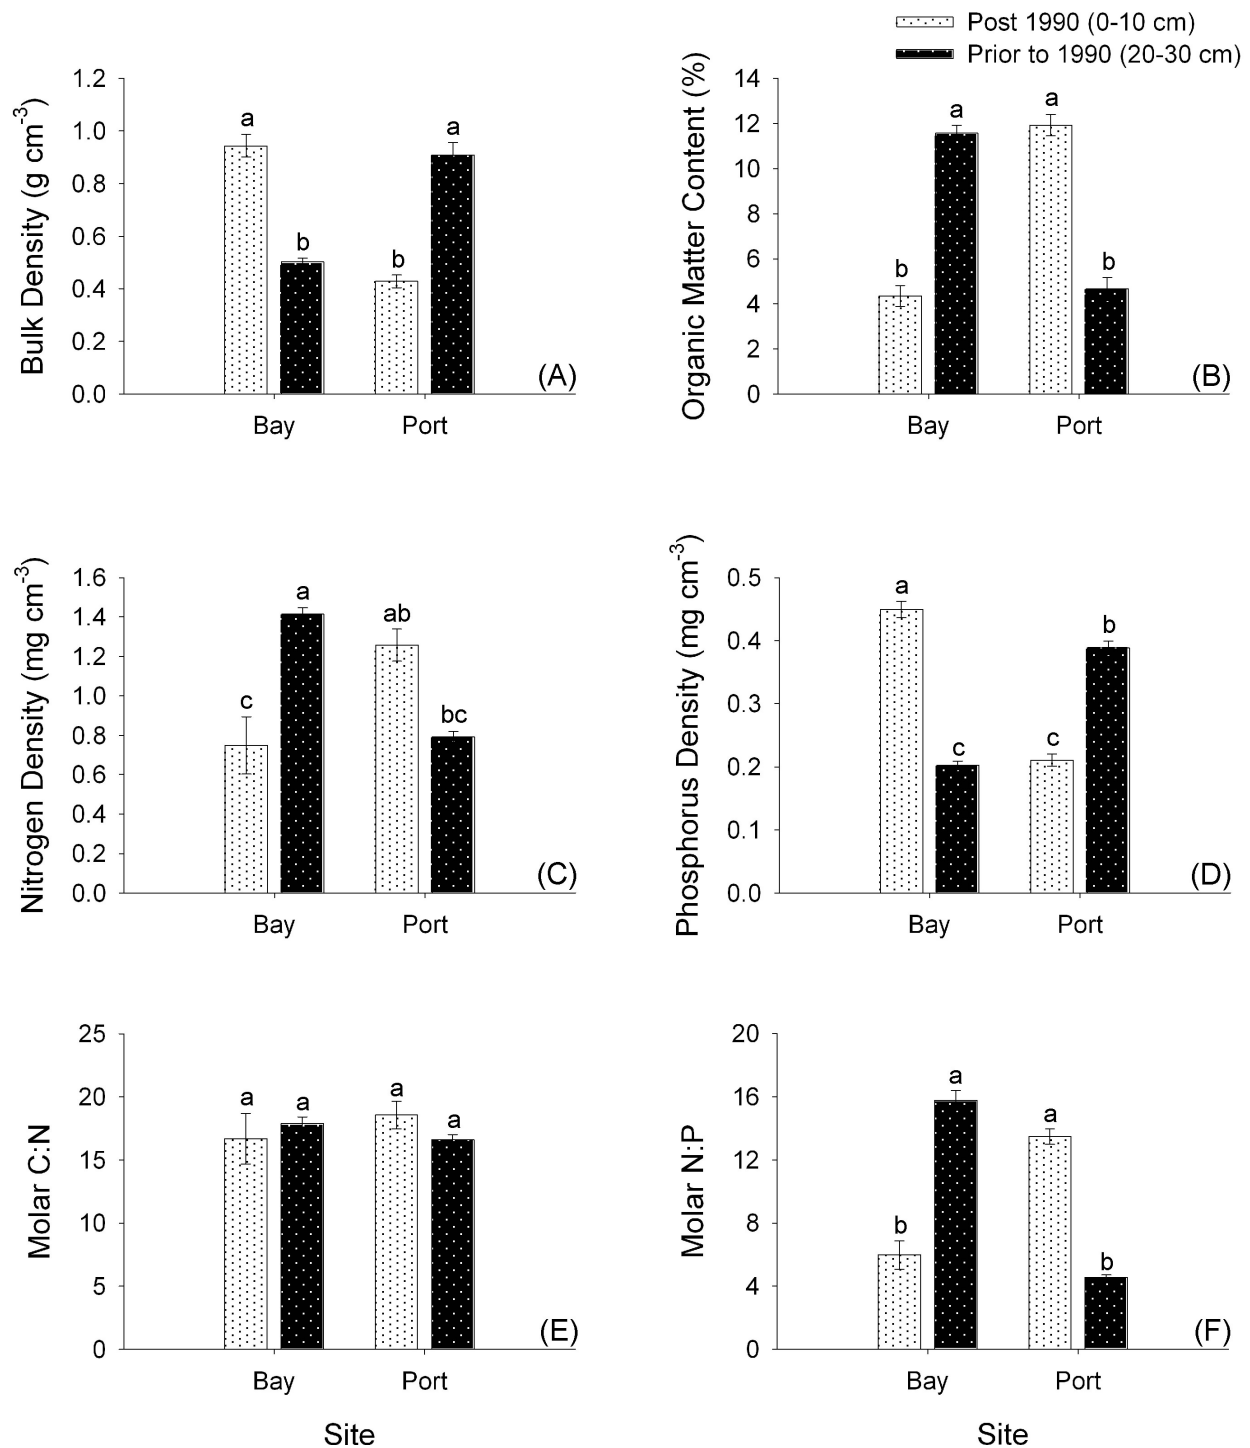 Post 1990 (0-10 cm)
Prior to 1990 (20-30 cm)
Bulk Density (g cm-3)
1.2
1.0
0.8
0.6
0.4
0.2
0.0
a
b
b
a
(A)
Bay
Port
Organic Matter Content (%)
14
12
10
8
6
4
2
0
b
a
a
b
(B)
Bay
Port
Nitrogen Density (mg cm-3)
1.6
1.4
1.2
1.0
0.8
0.6
0.4
0.2
0.0
c
a
ab
bc
(C)
Bay
Port
Phosphorus Density (mg cm-3)
0.5
0.4
0.3
0.2
0.1
0.0
a
c
c
b
(D)
Bay
Port
Molar C:N
25
20
15
10
5
0
a
a
a
a
(E)
Bay
Port
Site
Molar N:P
20
16
12
8
4
0
b
a
a
b
(F)
Bay
Port
Site